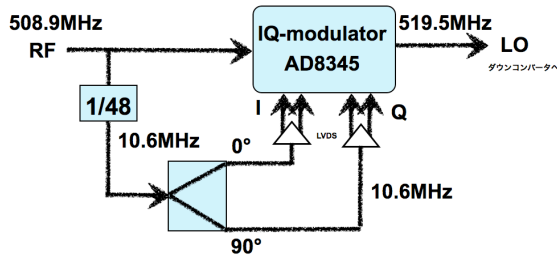 508.9MHz
RF
IQ-modulator
AD8345
519.5MHz
LO
ダウンコンバータへ
1/48
I
Q
LVDS
10.6MHz
0°
10.6MHz
90°